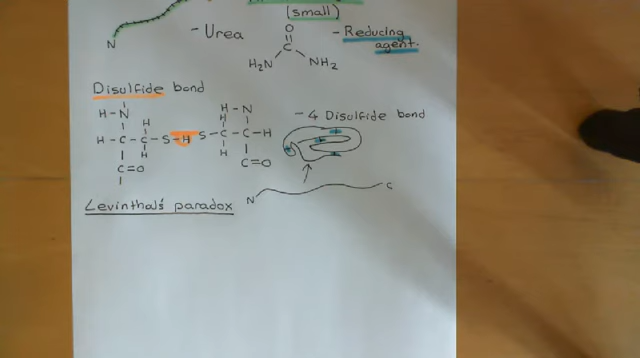 (small)
N
- Urea
- Reducing agent.
O
C
H₂N NH₂
Disulfide bond
H-N H-N
H H
H-C-C-S-H S-C-C-H
H H
C=O C=O
- 4 Disulfide bond
N C
Levinthal's paradox